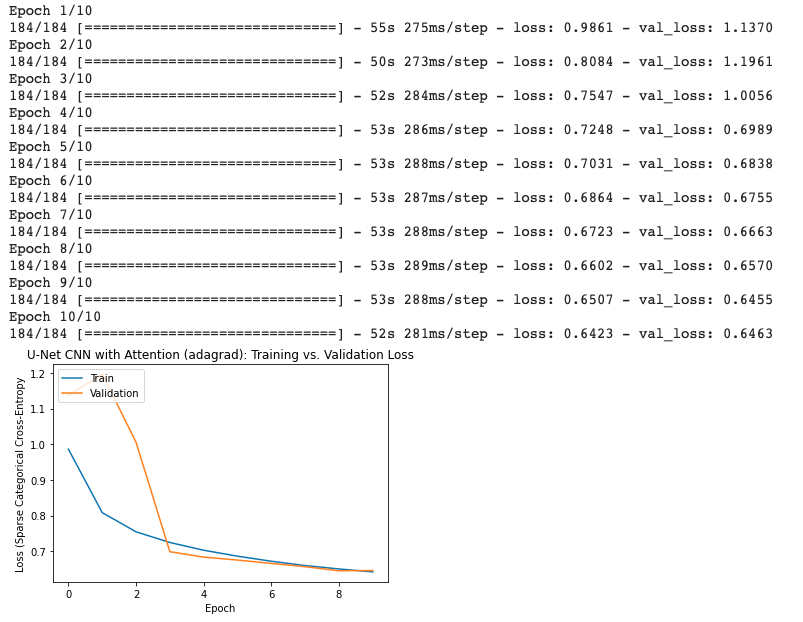 Epoch 1/10
184/184 [==============================] - 55s 275ms/step - loss: 0.9861 - val_loss: 1.1370
Epoch 2/10
184/184 [==============================] - 50s 273ms/step - loss: 0.8084 - val_loss: 1.1961
Epoch 3/10
184/184 [==============================] - 52s 284ms/step - loss: 0.7547 - val_loss: 1.0056
Epoch 4/10
184/184 [==============================] - 53s 286ms/step - loss: 0.7248 - val_loss: 0.6989
Epoch 5/10
184/184 [==============================] - 53s 288ms/step - loss: 0.7031 - val_loss: 0.6838
Epoch 6/10
184/184 [==============================] - 53s 287ms/step - loss: 0.6864 - val_loss: 0.6755
Epoch 7/10
184/184 [==============================] - 53s 288ms/step - loss: 0.6723 - val_loss: 0.6663
Epoch 8/10
184/184 [==============================] - 53s 289ms/step - loss: 0.6602 - val_loss: 0.6570
Epoch 9/10
184/184 [==============================] - 53s 288ms/step - loss: 0.6507 - val_loss: 0.6455
Epoch 10/10
184/184 [==============================] - 52s 281ms/step - loss: 0.6423 - val_loss: 0.6463
U-Net CNN with Attention (adagrad): Training vs. Validation Loss
Train
Validation
Loss (Sparse Categorical Cross-Entropy
1.2
1.1
1.0
0.9
0.8
0.7
0 2 4 6 8
Epoch